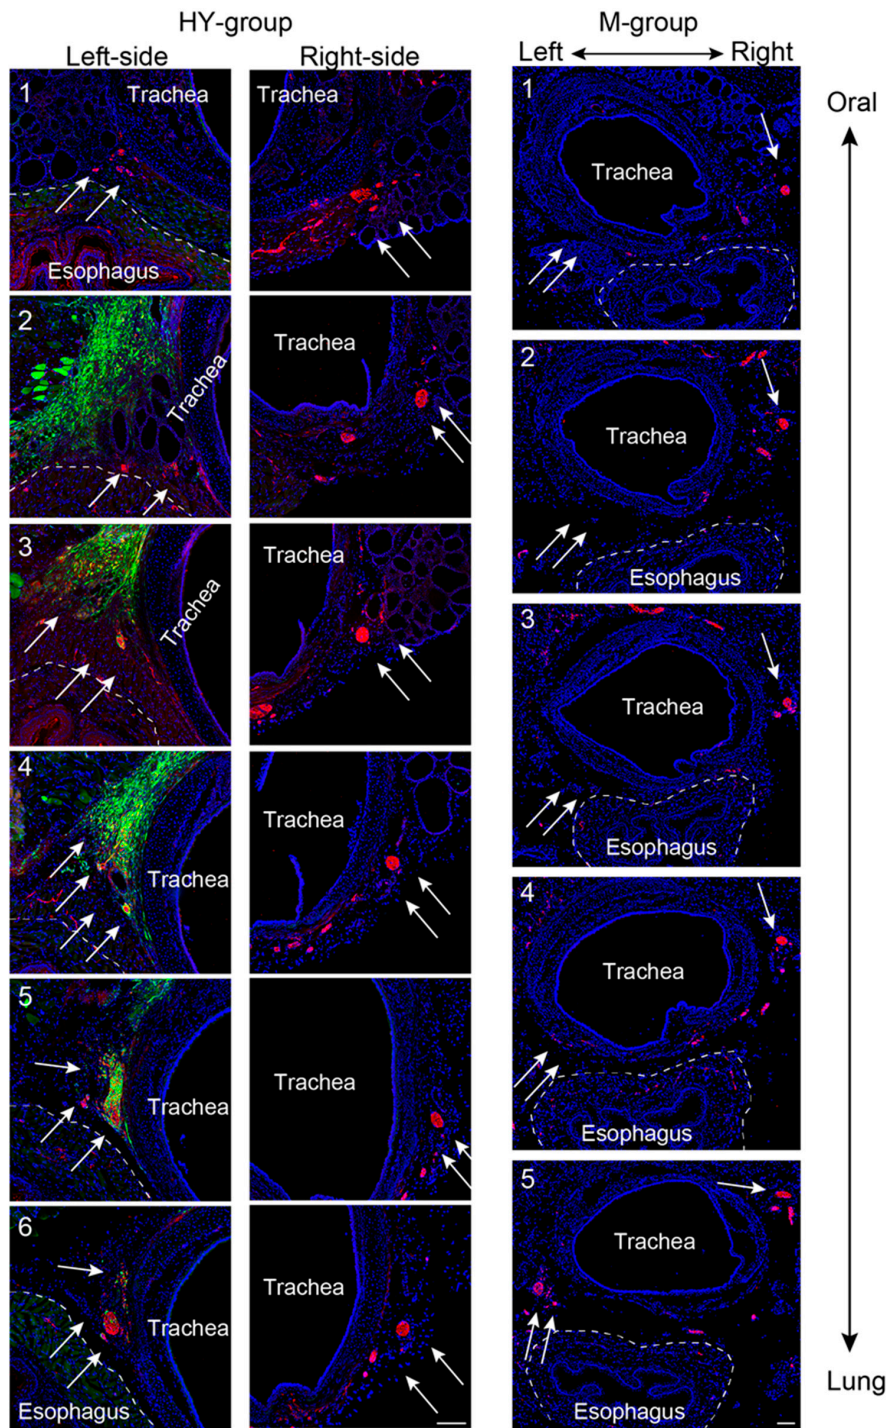 HY-group
M-group
Left-side
Right-side
Left
Right
Oral
1
Trachea
Esophagus
Trachea
1
Trachea
2
Trachea
Trachea
2
Trachea
Esophagus
3
Trachea
Trachea
3
Trachea
Esophagus
4
Trachea
Trachea
4
Trachea
Esophagus
5
Trachea
Trachea
5
Trachea
6
Trachea
Esophagus
Trachea
Lung